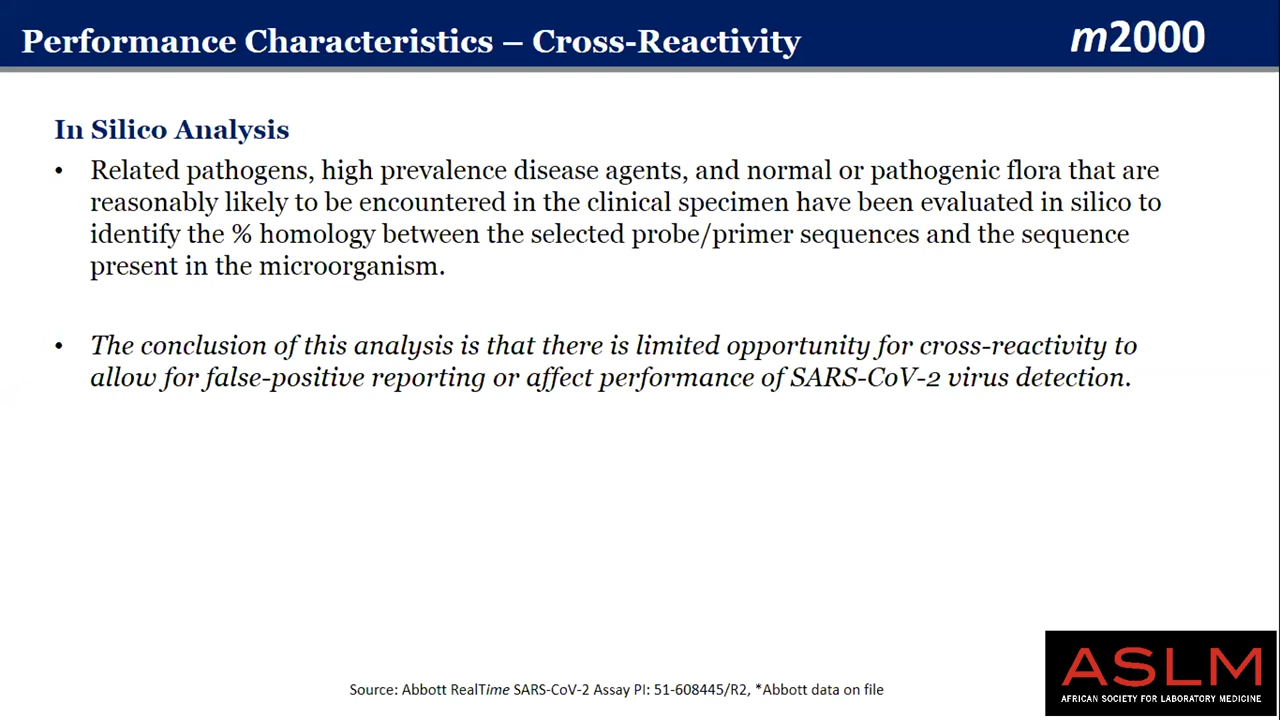 Performance Characteristics – Cross-Reactivity
m2000
In Silico Analysis
• Related pathogens, high prevalence disease agents, and normal or pathogenic flora that are
reasonably likely to be encountered in the clinical specimen have been evaluated in silico to
identify the % homology between the selected probe/primer sequences and the sequence
present in the microorganism.
• The conclusion of this analysis is that there is limited opportunity for cross-reactivity to
allow for false-positive reporting or affect performance of SARS-CoV-2 virus detection.
Source: Abbott RealTime SARS-CoV-2 Assay PI: 51-608445/R2, *Abbott data on file
ASLM
AFRICAN SOCIETY FOR LABORATORY MEDICINE